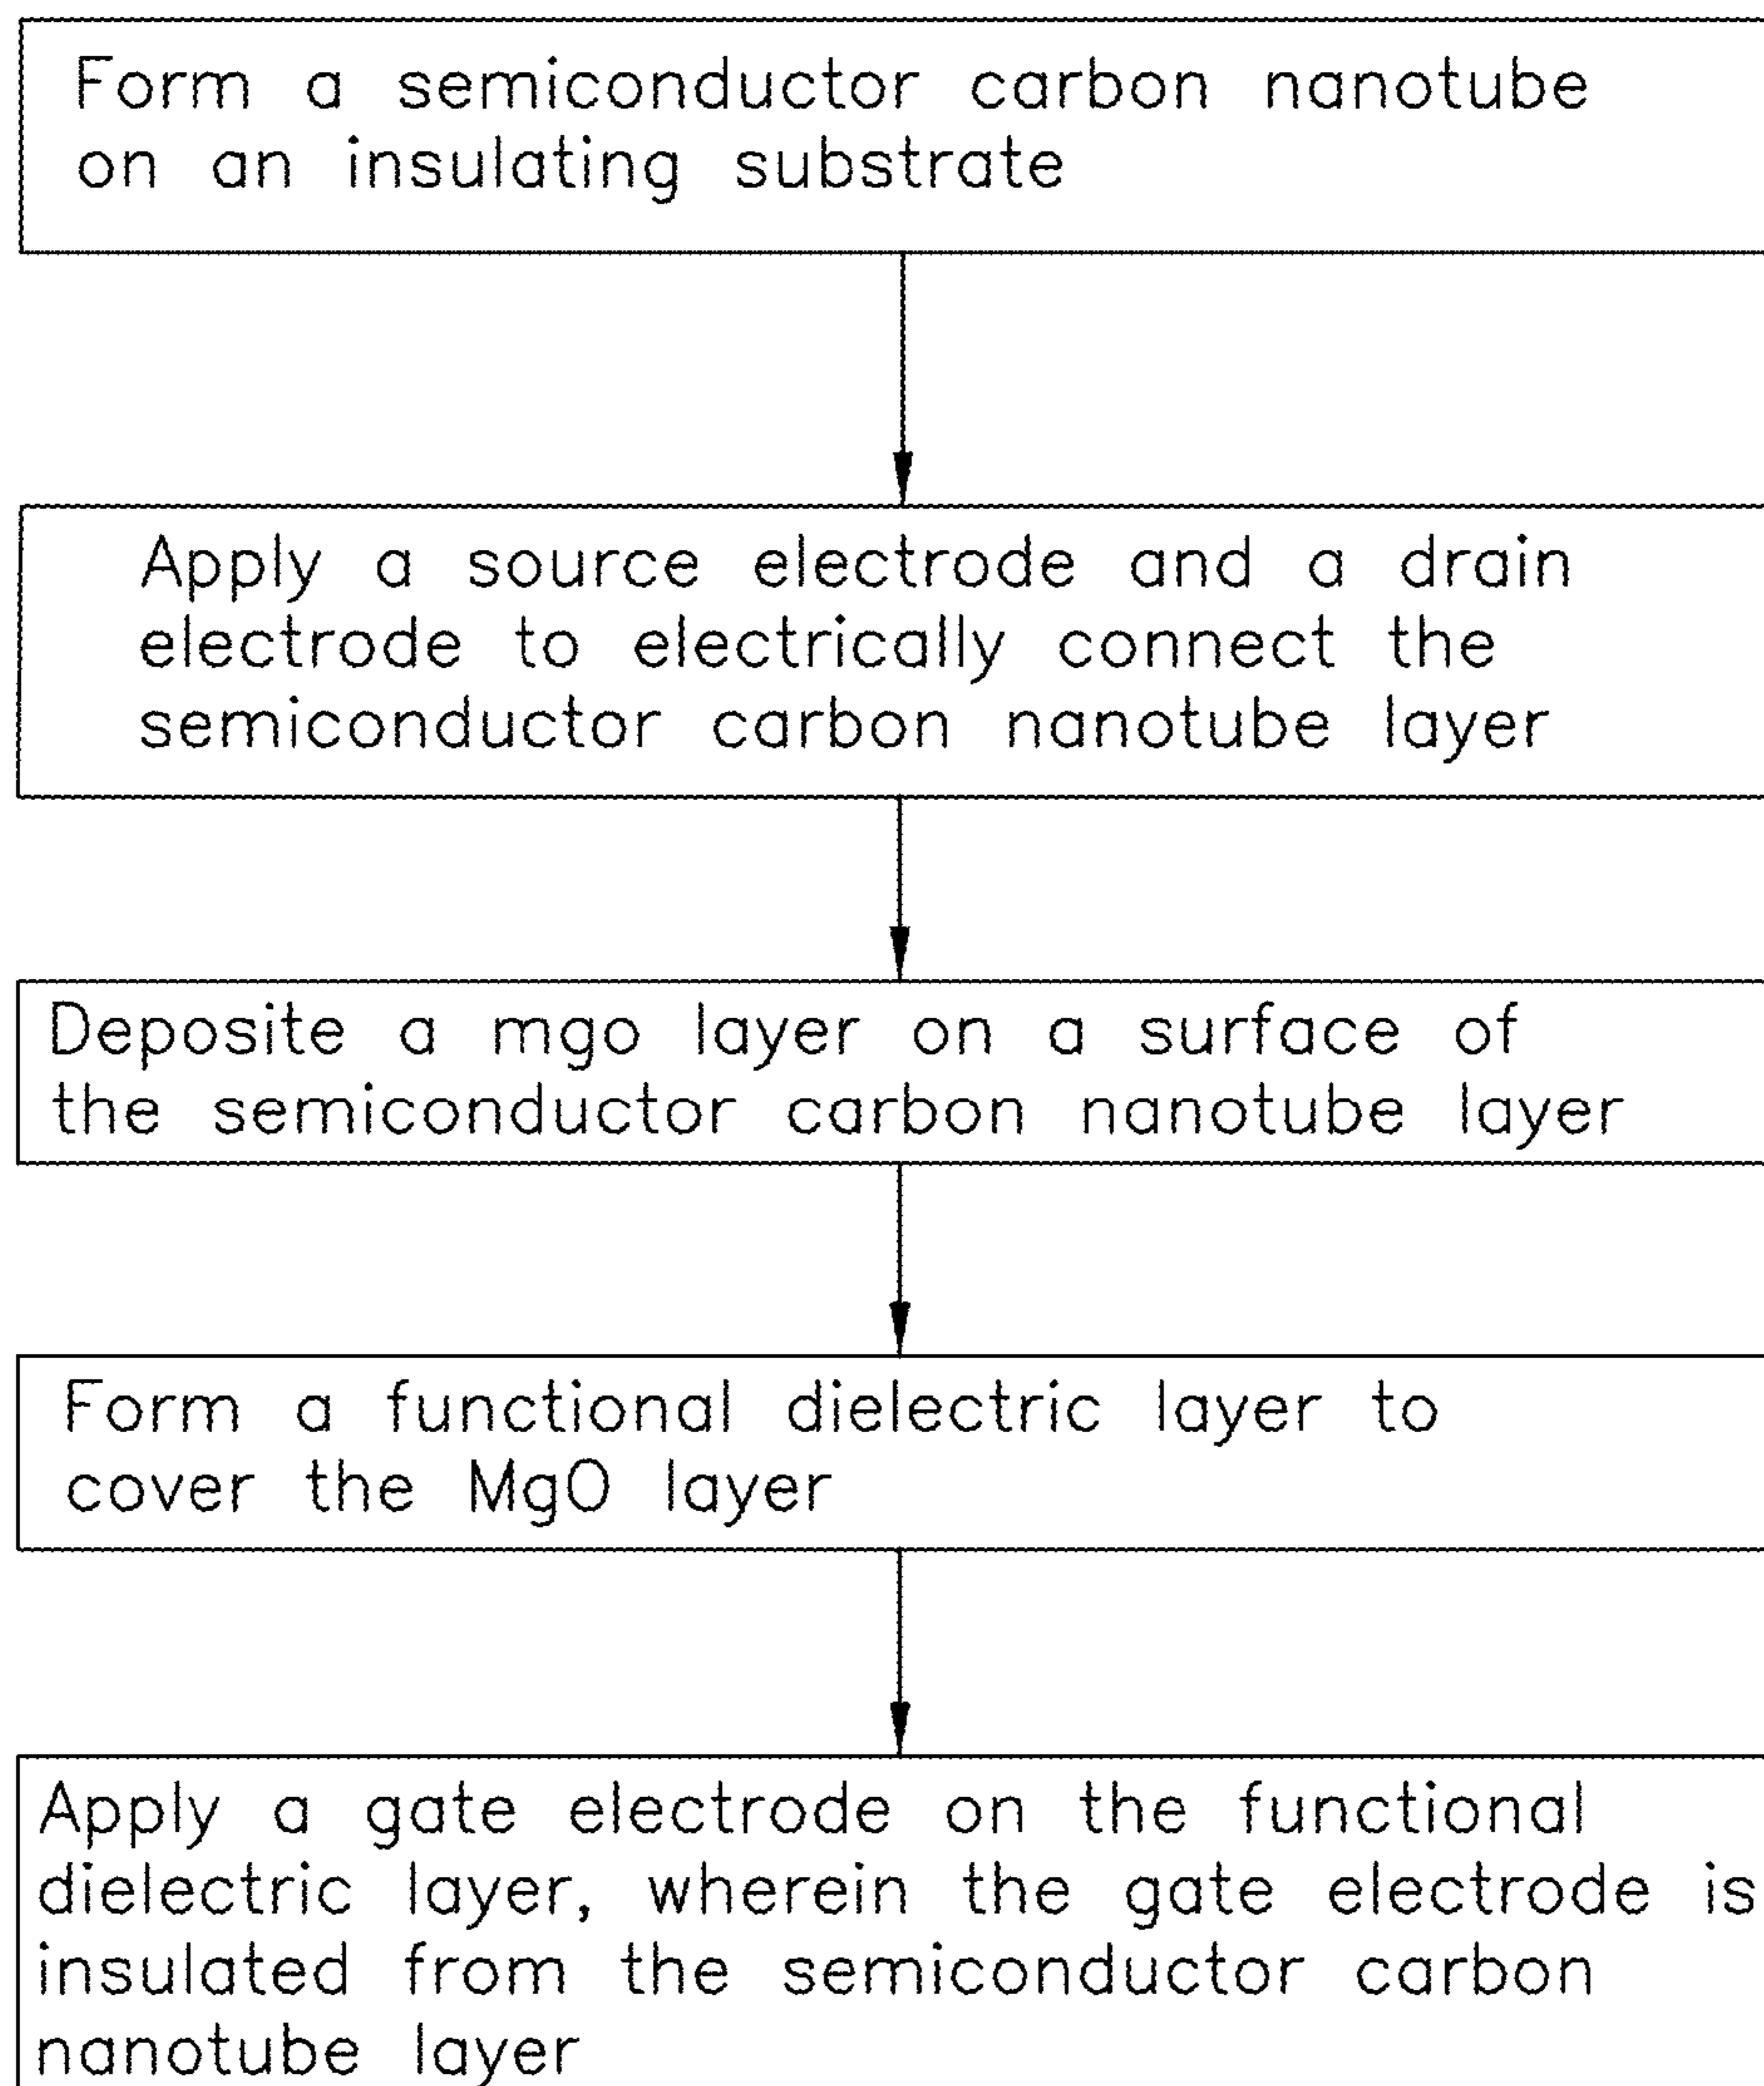 Form a semiconductor carbon nanotube
on an insulating substrate
Apply a source electrode and a drain
electrode to electrically connect the
semiconductor carbon nanotube layer
Deposite a mgo layer on a surface of
the semiconductor carbon nanotube layer
Form a functional dielectric layer to
cover the MgO layer
Apply a gate electrode on the functional
dielectric layer, wherein the gate electrode is
insulated from the semiconductor carbon
nanotube layer